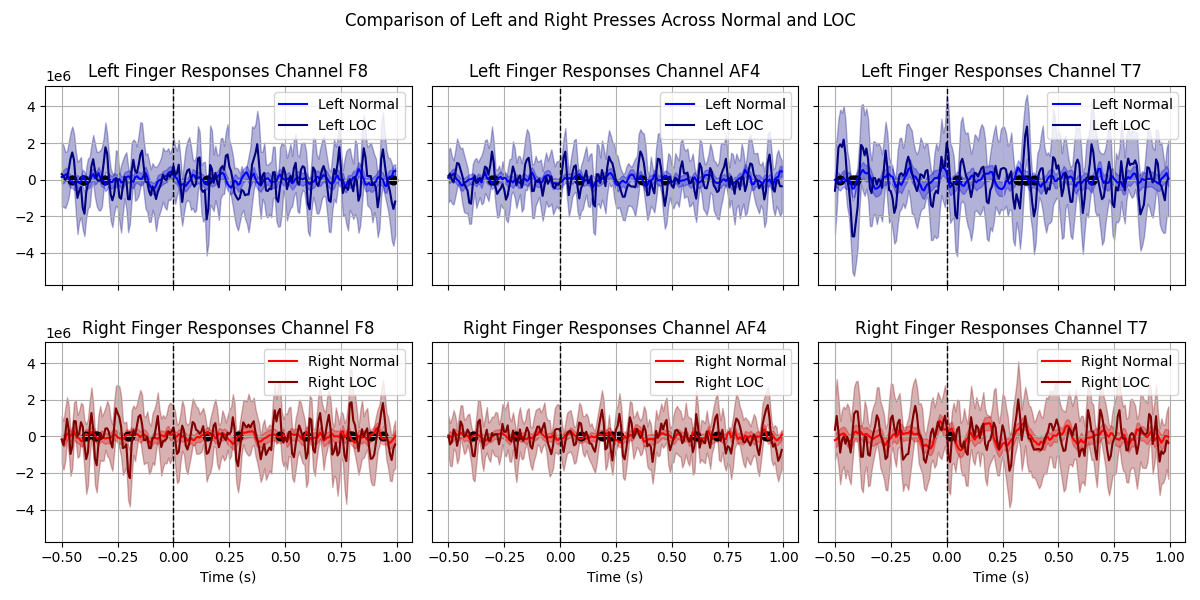 Comparison of Left and Right Presses Across Normal and LOC
Left Finger Responses Channel F8
Left Finger Responses Channel AF4
Left Finger Responses Channel T7
1e6
Left Normal
Left LOC
Left Normal
Left LOC
Left Normal
Left LOC
4
2
0
−2
−4
Right Finger Responses Channel F8
Right Finger Responses Channel AF4
Right Finger Responses Channel T7
1e6
Right Normal
Right LOC
Right Normal
Right LOC
Right Normal
Right LOC
4
2
0
−2
−4
−0.50 −0.25 0.00 0.25 0.50 0.75 1.00
−0.50 −0.25 0.00 0.25 0.50 0.75 1.00
−0.50 −0.25 0.00 0.25 0.50 0.75 1.00
Time (s)
Time (s)
Time (s)